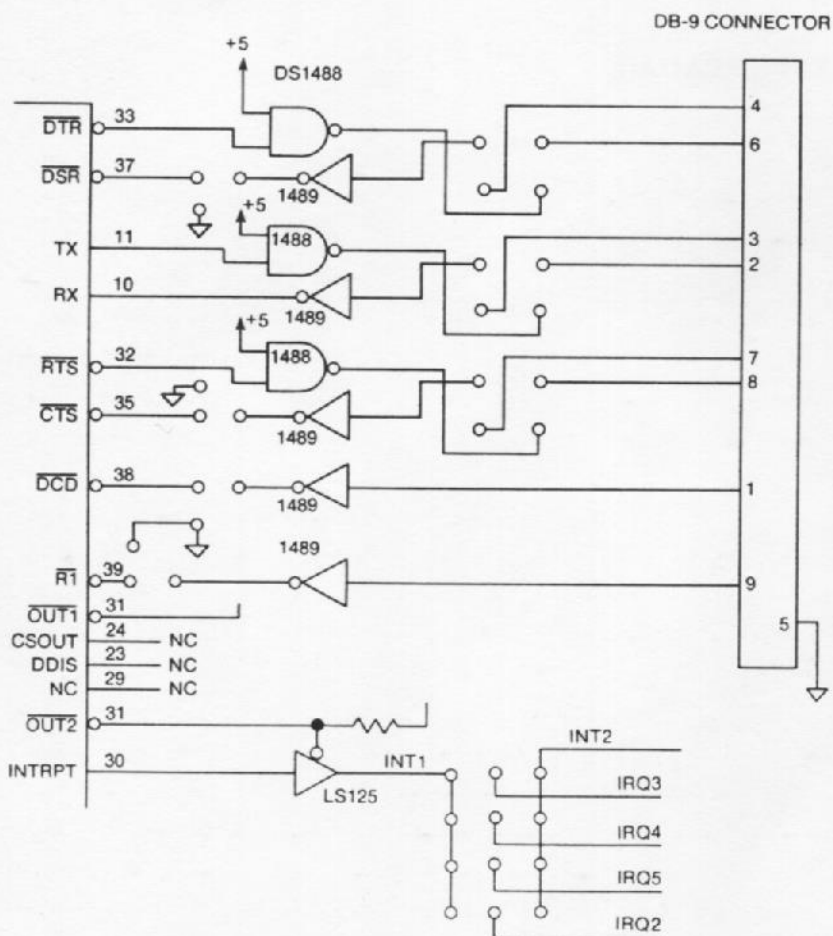 DB-9 CONNECTOR
+5
DS1488
DTR 33
4
6
DSR 37
1489
+5
TX 11
1488
3
2
RX 10
1489
+5
RTS 32
1488
7
8
CTS 35
1489
DCD 38
1489
1
1489
R1 39
9
OUT1 31
5
CSOUT 24 NC
DDIS 23 NC
NC 29 NC
OUT2 31
INT2
INTRPT 30
INT1
LS125
IRQ3
IRQ4
IRQ5
IRQ2